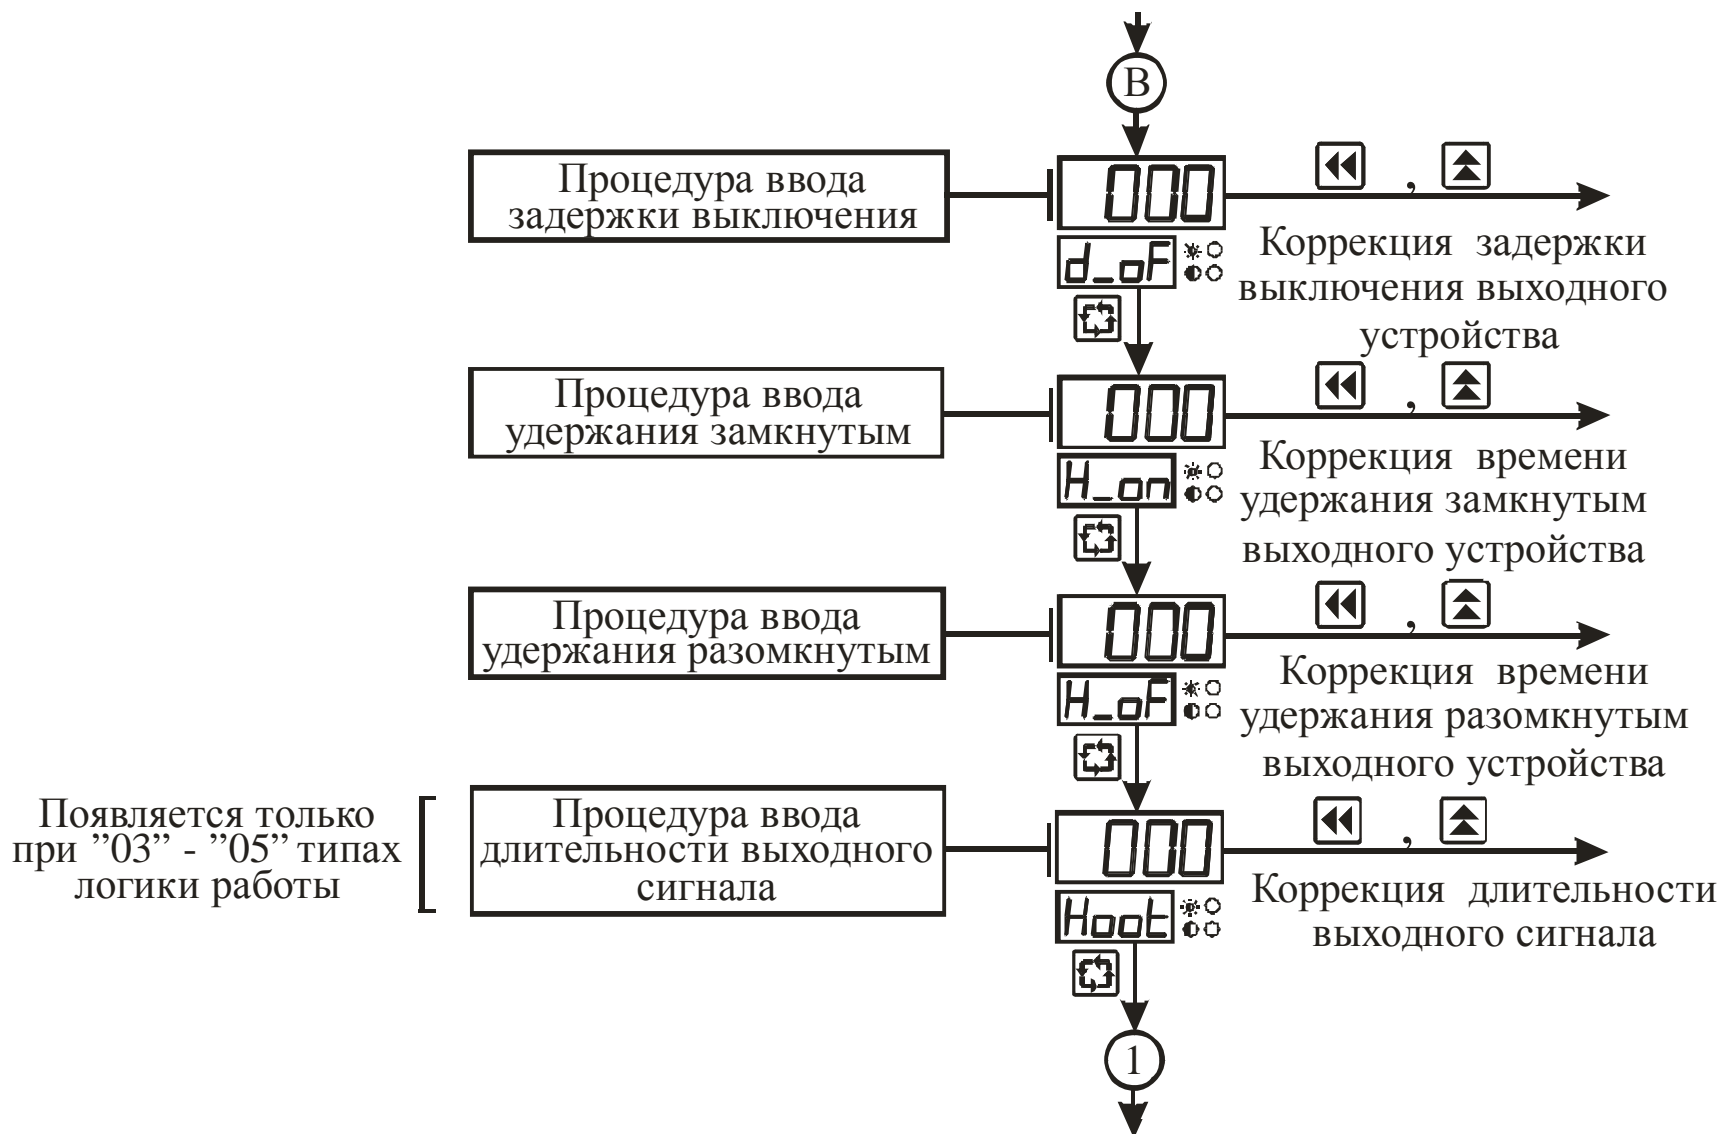 В
Процедура ввода
задержки выключения
000
,
d_oF
Коррекция задержки
выключения выходного
устройства
Процедура ввода
удержания замкнутым
000
,
H_on
Коррекция времени
удержания замкнутым
выходного устройства
Процедура ввода
удержания разомкнутым
000
,
H_oF
Коррекция времени
удержания разомкнутым
выходного устройства
Появляется только
при ”03” - ”05” типах
логики работы
Процедура ввода
длительности выходного
сигнала
000
,
Hoot
Коррекция длительности
выходного сигнала
1